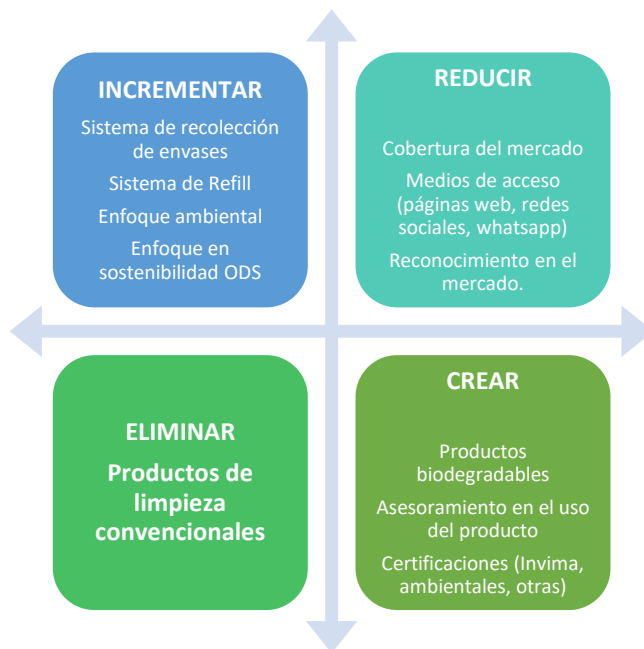 INCREMENTAR
Sistema de recolección
de envases
Sistema de Refill
Enfoque ambiental
Enfoque en
sostenibilidad ODS
REDUCIR
Cobertura del mercado
Medios de acceso
(páginas web, redes
sociales, whatsapp)
Reconocimiento en el
mercado.
ELIMINAR
Productos de
limpieza
convencionales
CREAR
Productos
biodegradables
Asesoramiento en el uso
del producto
Certificaciones (Invima,
ambientales, otras)